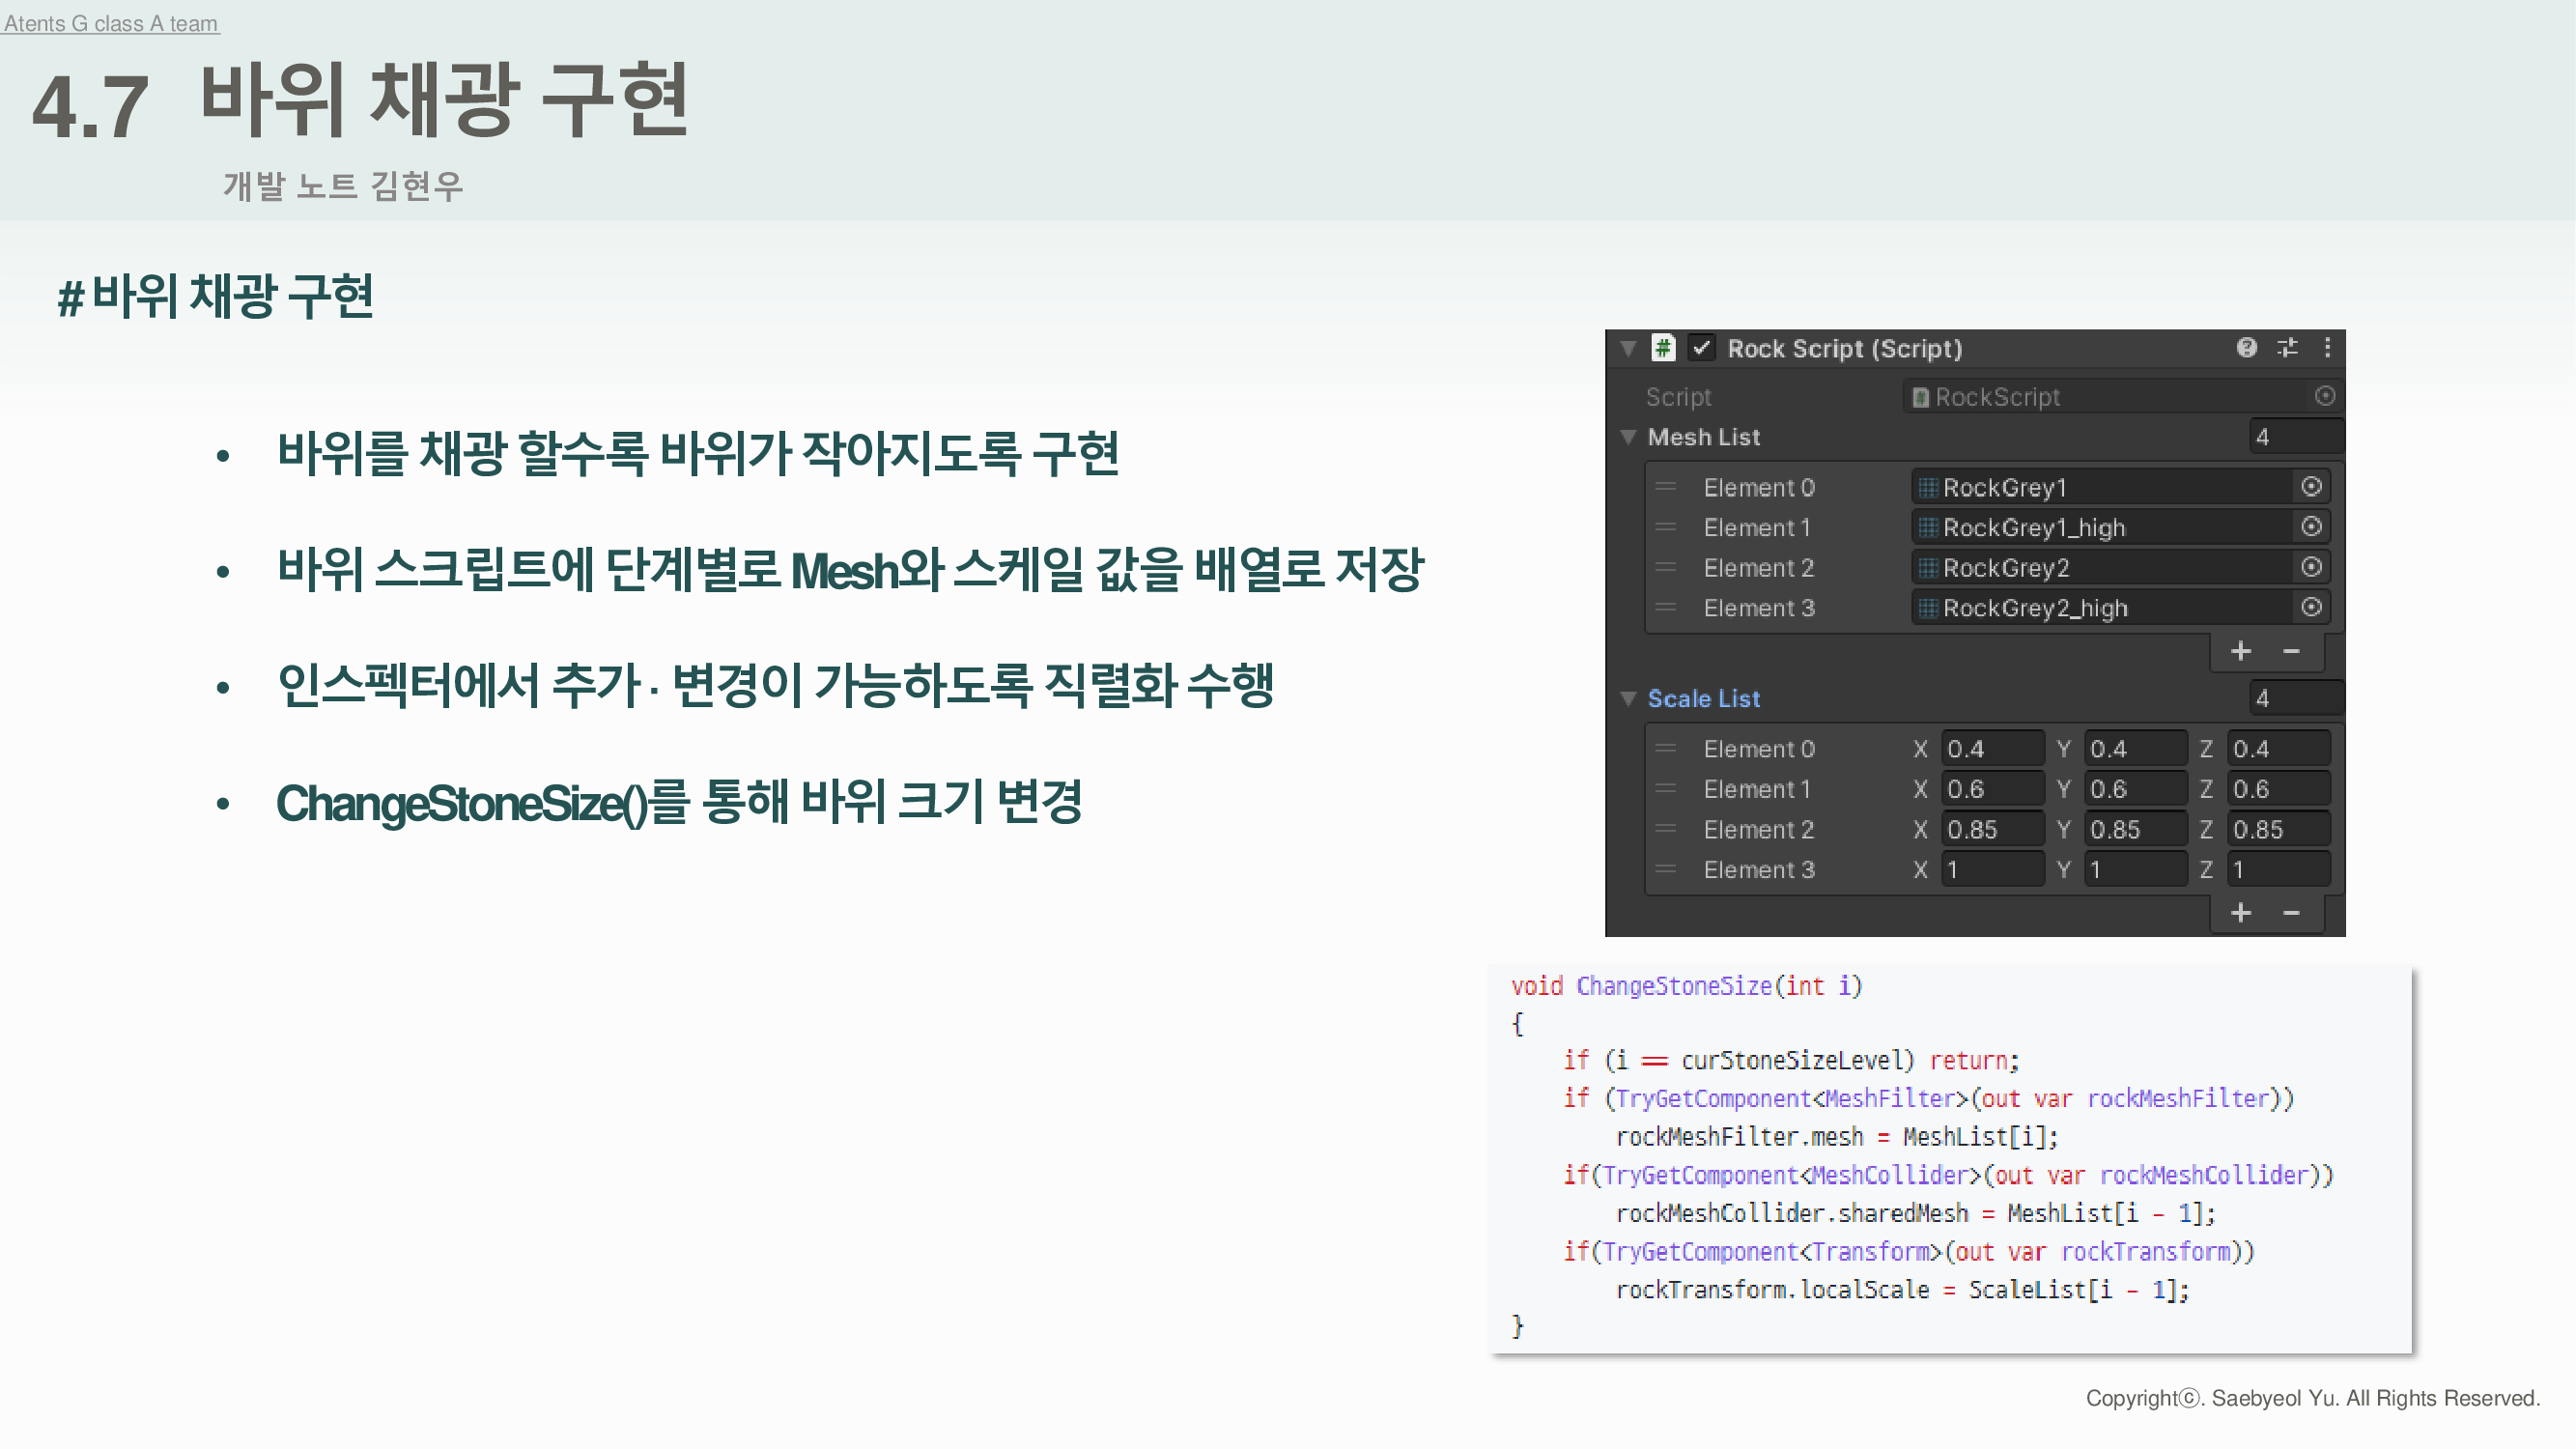 Atents G class A team
4.7 바위 채광 구현
개발 노트 김현우
# 바위 채광 구현
• 바위를 채광 할수록 바위가 작아지도록 구현
• 바위 스크립트에 단계별로 Mesh와 스케일 값을 배열로 저장
• 인스펙터에서 추가 · 변경이 가능하도록 직렬화 수행
• ChangeStoneSize()를 통해 바위 크기 변경
Rock Script (Script)
Script RockScript
Mesh List 4
Element 0 RockGrey1
Element 1 RockGrey1_high
Element 2 RockGrey2
Element 3 RockGrey2_high
+ −
Scale List 4
Element 0 X 0.4 Y 0.4 Z 0.4
Element 1 X 0.6 Y 0.6 Z 0.6
Element 2 X 0.85 Y 0.85 Z 0.85
Element 3 X 1 Y 1 Z 1
+ −
void ChangeStoneSize(int i)
{
if (i == curStoneSizeLevel) return;
if (TryGetComponent<MeshFilter>(out var rockMeshFilter))
rockMeshFilter.mesh = MeshList[i];
if(TryGetComponent<MeshCollider>(out var rockMeshCollider))
rockMeshCollider.sharedMesh = MeshList[i - 1];
if(TryGetComponent<Transform>(out var rockTransform))
rockTransform.localScale = ScaleList[i - 1];
}
Copyrightⓒ. Saebyeol Yu. All Rights Reserved.